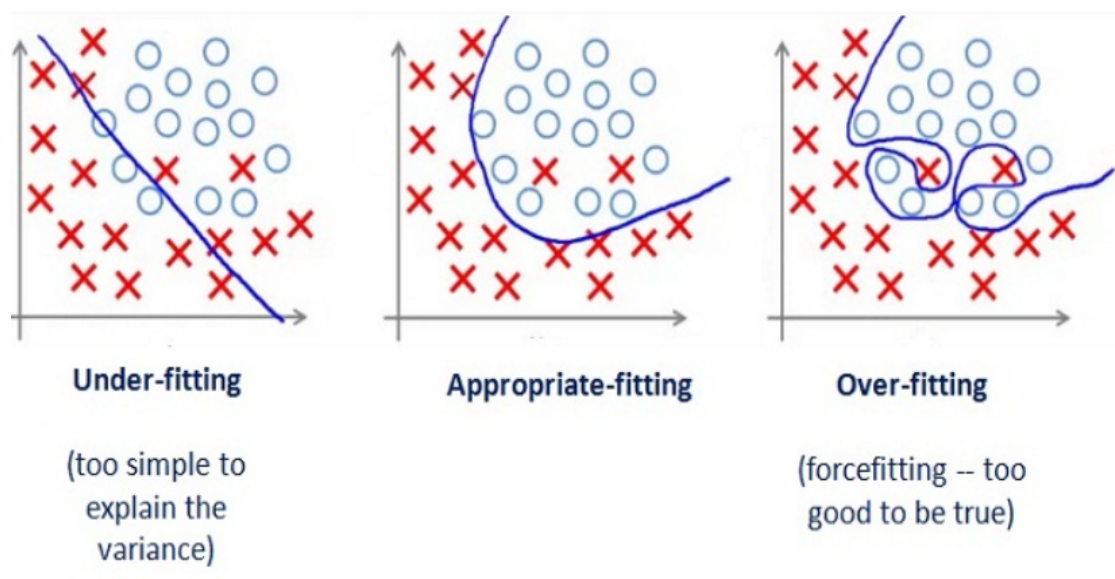 Under-fitting
Appropriate-fitting
Over-fitting
(too simple to
explain the
variance)
(forcefitting -- too
good to be true)